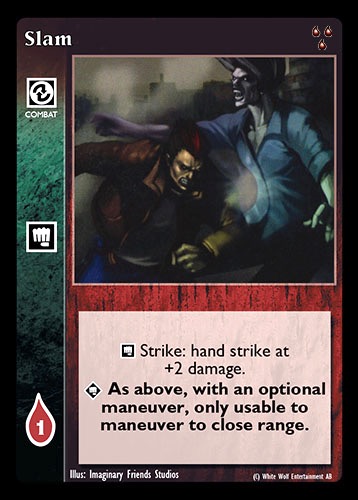 Slam
COMBAT
Strike: hand strike at
+2 damage.
As above, with an optional
maneuver, only usable to
maneuver to close range.
1
Illus: Imaginary Friends Studios
(C) White Wolf Entertainment AB